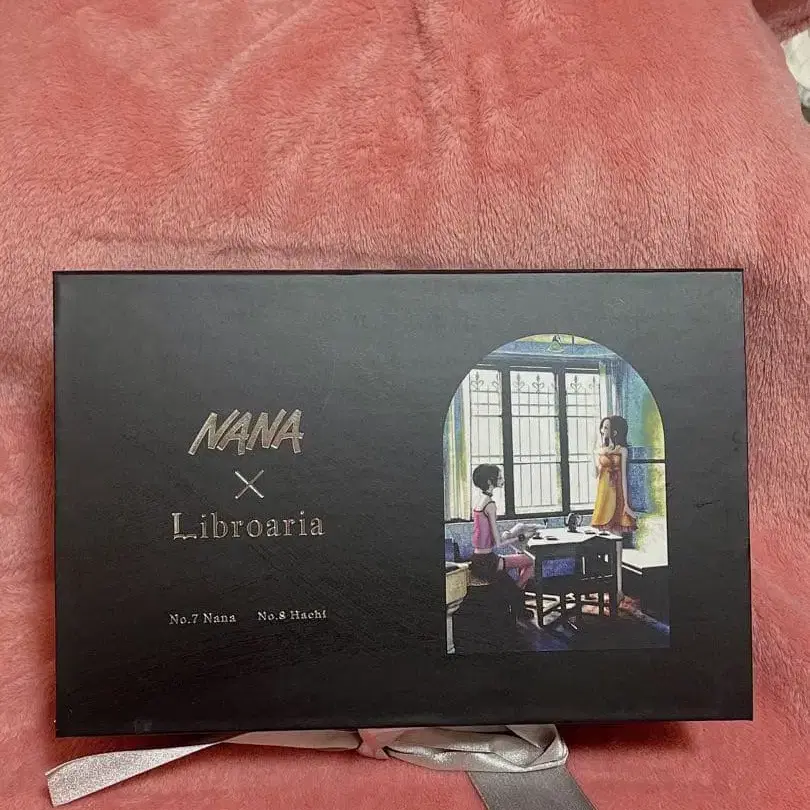 NANA
×
Libroaria
No.7 Nana No.8 Hachi